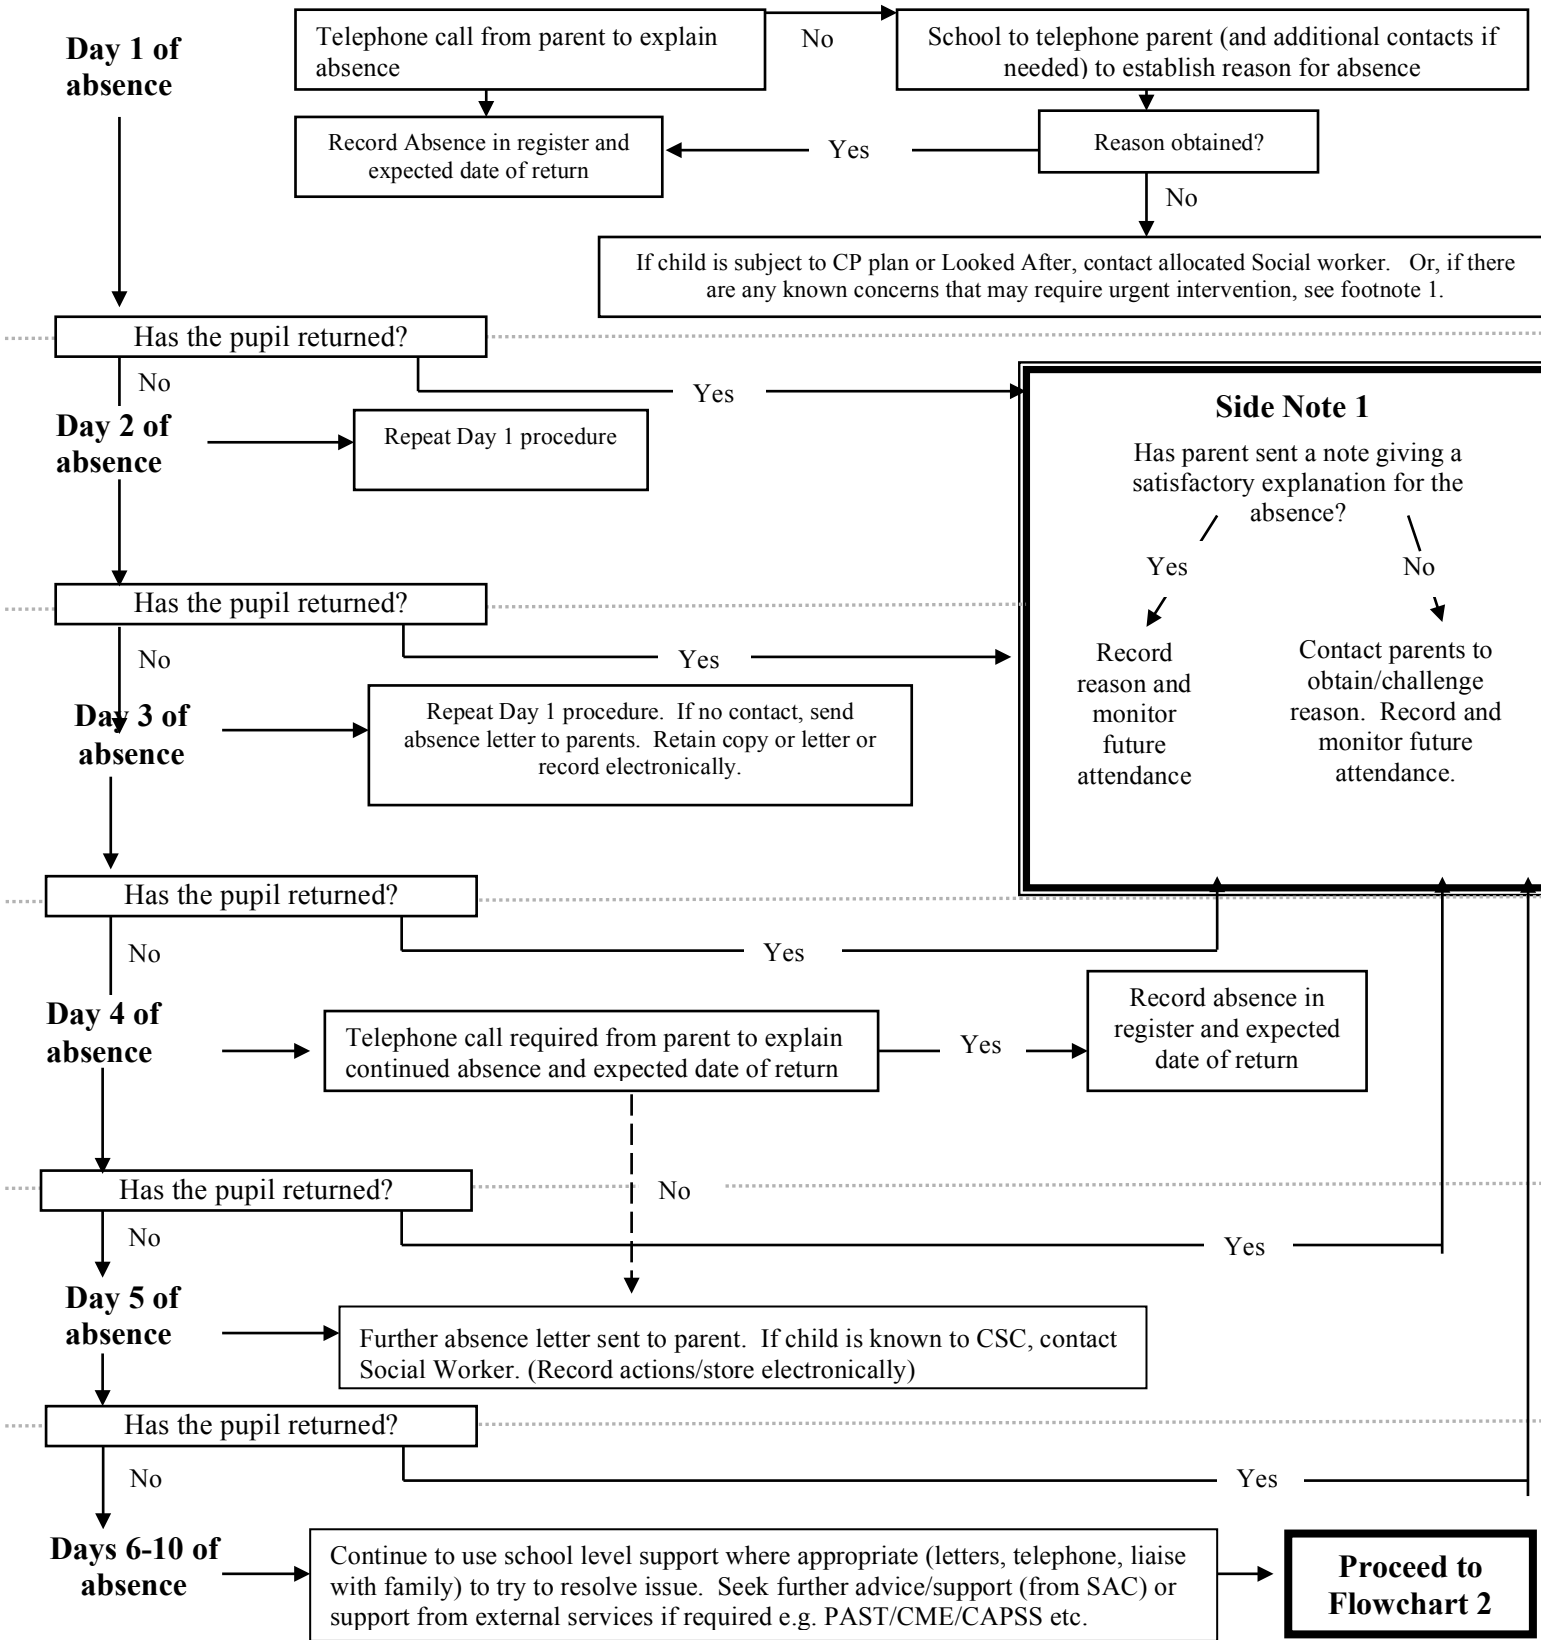 Day 1 of
absence
Telephone call from parent to explain
absence
No
School to telephone parent (and additional contacts if
needed) to establish reason for absence
Record Absence in register and
expected date of return
Yes
Reason obtained?
No
If child is subject to CP plan or Looked After, contact allocated Social worker. Or, if there
are any known concerns that may require urgent intervention, see footnote 1.
Has the pupil returned?
No
Yes
Day 2 of
absence
Repeat Day 1 procedure
Side Note 1
Has parent sent a note giving a
satisfactory explanation for the
absence?
Yes
No
Record
reason and
monitor
future
attendance
Contact parents to
obtain/challenge
reason. Record and
monitor future
attendance.
Has the pupil returned?
No
Yes
Day 3 of
absence
Repeat Day 1 procedure. If no contact, send
absence letter to parents. Retain copy or letter or
record electronically.
Has the pupil returned?
No
Yes
Day 4 of
absence
Telephone call required from parent to explain
continued absence and expected date of return
Yes
Record absence in
register and expected
date of return
No
Has the pupil returned?
No
Yes
Day 5 of
absence
Further absence letter sent to parent. If child is known to CSC, contact
Social Worker. (Record actions/store electronically)
Has the pupil returned?
No
Yes
Days 6-10 of
absence
Continue to use school level support where appropriate (letters, telephone, liaise
with family) to try to resolve issue. Seek further advice/support (from SAC) or
support from external services if required e.g. PAST/CME/CAPSS etc.
Proceed to
Flowchart 2